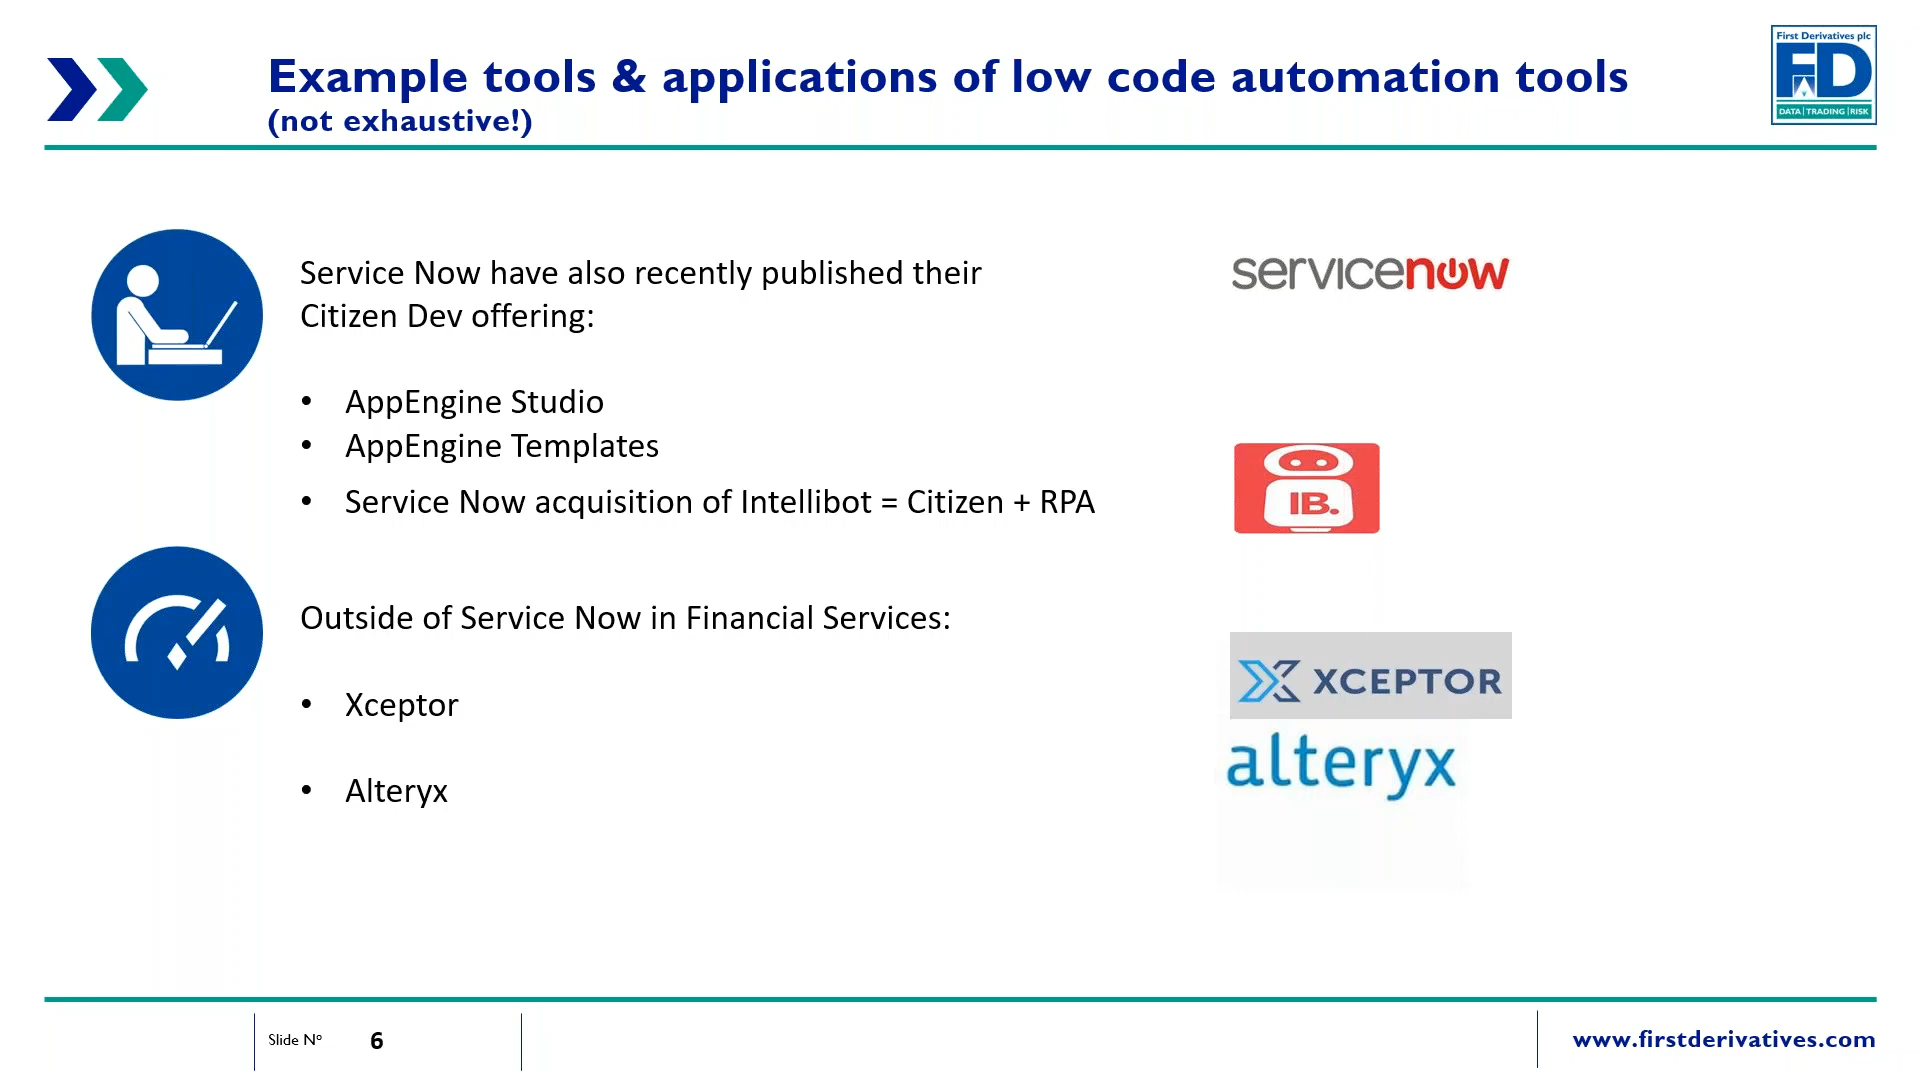 Example tools & applications of low code automation tools
(not exhaustive!)
First Derivatives plc
FD
DATA | TRADING | RISK
Service Now have also recently published their
Citizen Dev offering:
servicenow
• AppEngine Studio
• AppEngine Templates
• Service Now acquisition of Intellibot = Citizen + RPA
IB.
Outside of Service Now in Financial Services:
• Xceptor
XCEPTOR
• Alteryx
alteryx
Slide Nº 6
www.firstderivatives.com